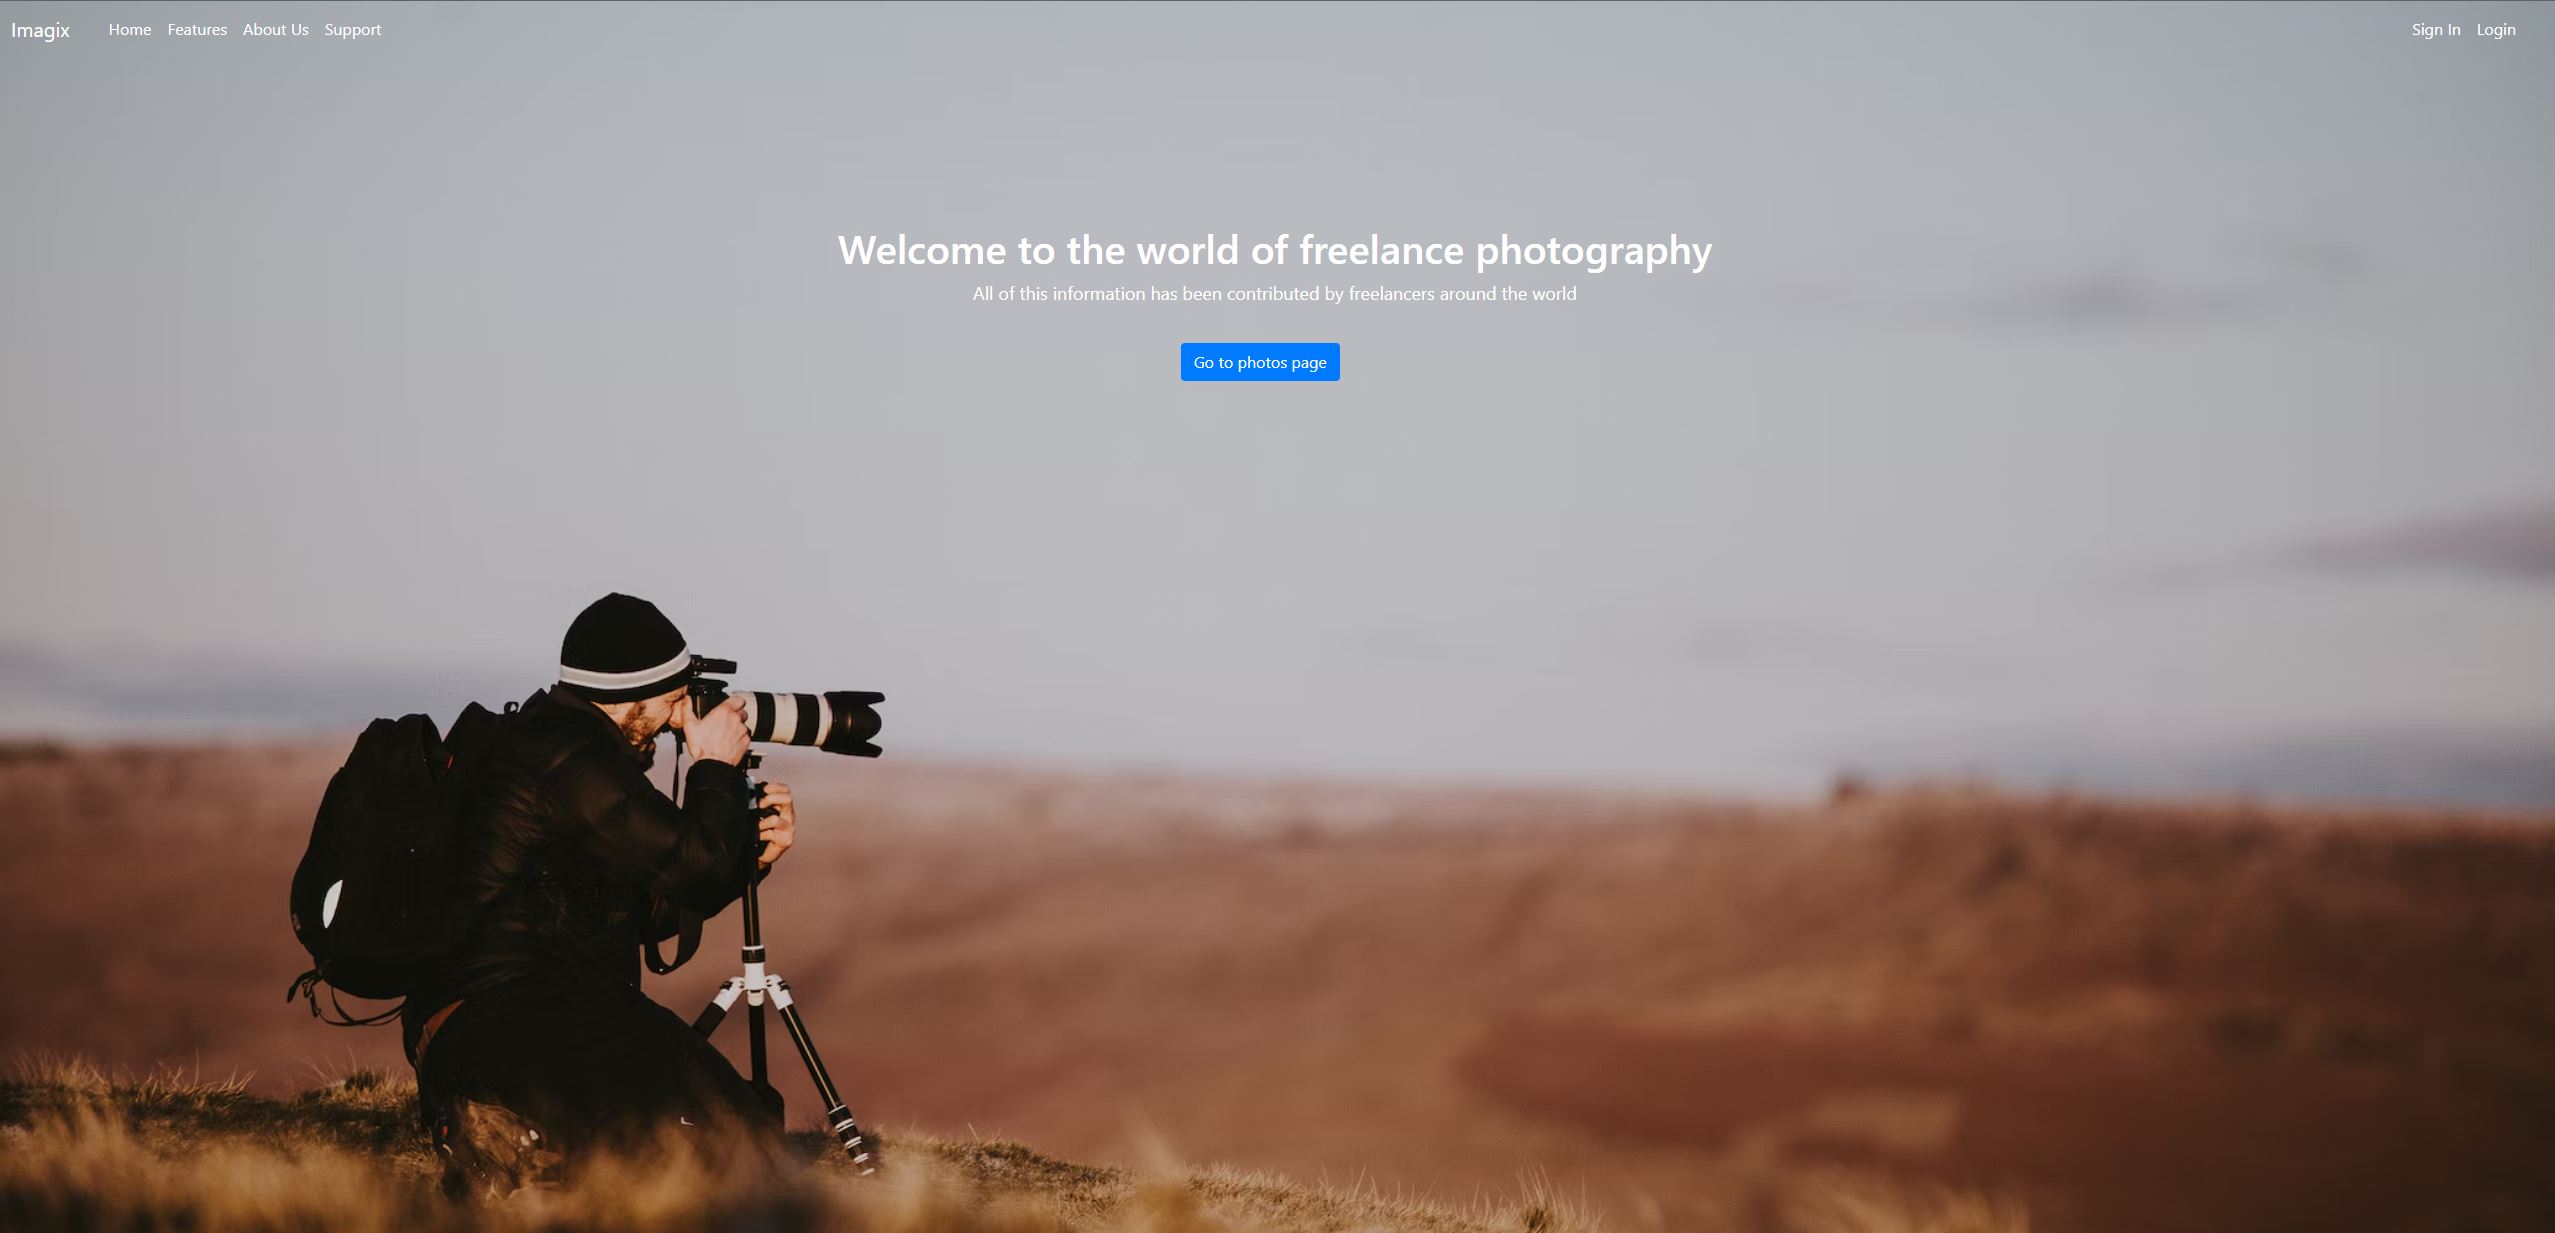 Imagix
Home Features About Us Support
Sign In Login
Welcome to the world of freelance photography
All of this information has been contributed by freelancers around the world
Go to photos page